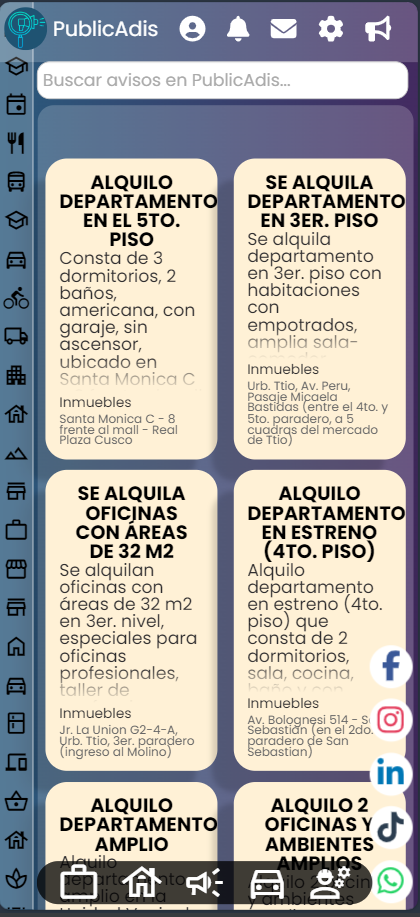 PublicAdis
Buscar avisos en PublicAdis...
ALQUILO
DEPARTAMENTO
EN EL 5TO.
PISO
Consta de 3
dormitorios, 2
baños,
americana, con
garaje, sin
ascensor,
ubicado en
Santa Monica C
Inmuebles
Santa Monica C - 8
frente al mall - Real
Plaza Cusco
SE ALQUILA
DEPARTAMENTO
EN 3ER. PISO
Se alquila
departamento
en 3er. piso con
habitaciones
con
empotrados,
amplia sala-
Inmuebles
Urb. Ttio, Av. Peru,
Pasaje Micaela
Bastidas (entre el 4to. y
5to. paradero, a 5
cuadras del mercado
de Ttio)
SE ALQUILA
OFICINAS
CON ÁREAS
DE 32 M2
Se alquilan
oficinas con
áreas de 32 m2
en 3er. nivel,
especiales para
oficinas
profesionales,
taller de
Inmuebles
Jr. La Union G2-4-A,
Urb. Ttio, 3er. paradero
(ingreso al Molino)
ALQUILO
DEPARTAMENTO
EN ESTRENO
(4TO. PISO)
Alquilo
departamento
en estreno (4to.
piso) que
consta de 2
dormitorios,
sala, cocina,
baño y con
Inmuebles
Av. Bolognesi 514 - S
Sebastian (en el 2do.
paradero de San
Sebastian)
ALQUILO
DEPARTAMENTO
AMPLIO
Alquilo
departamento
amplio en la
ALQUILO 2
OFICINAS Y
AMBIENTES
AMPLIOS
y ambientes